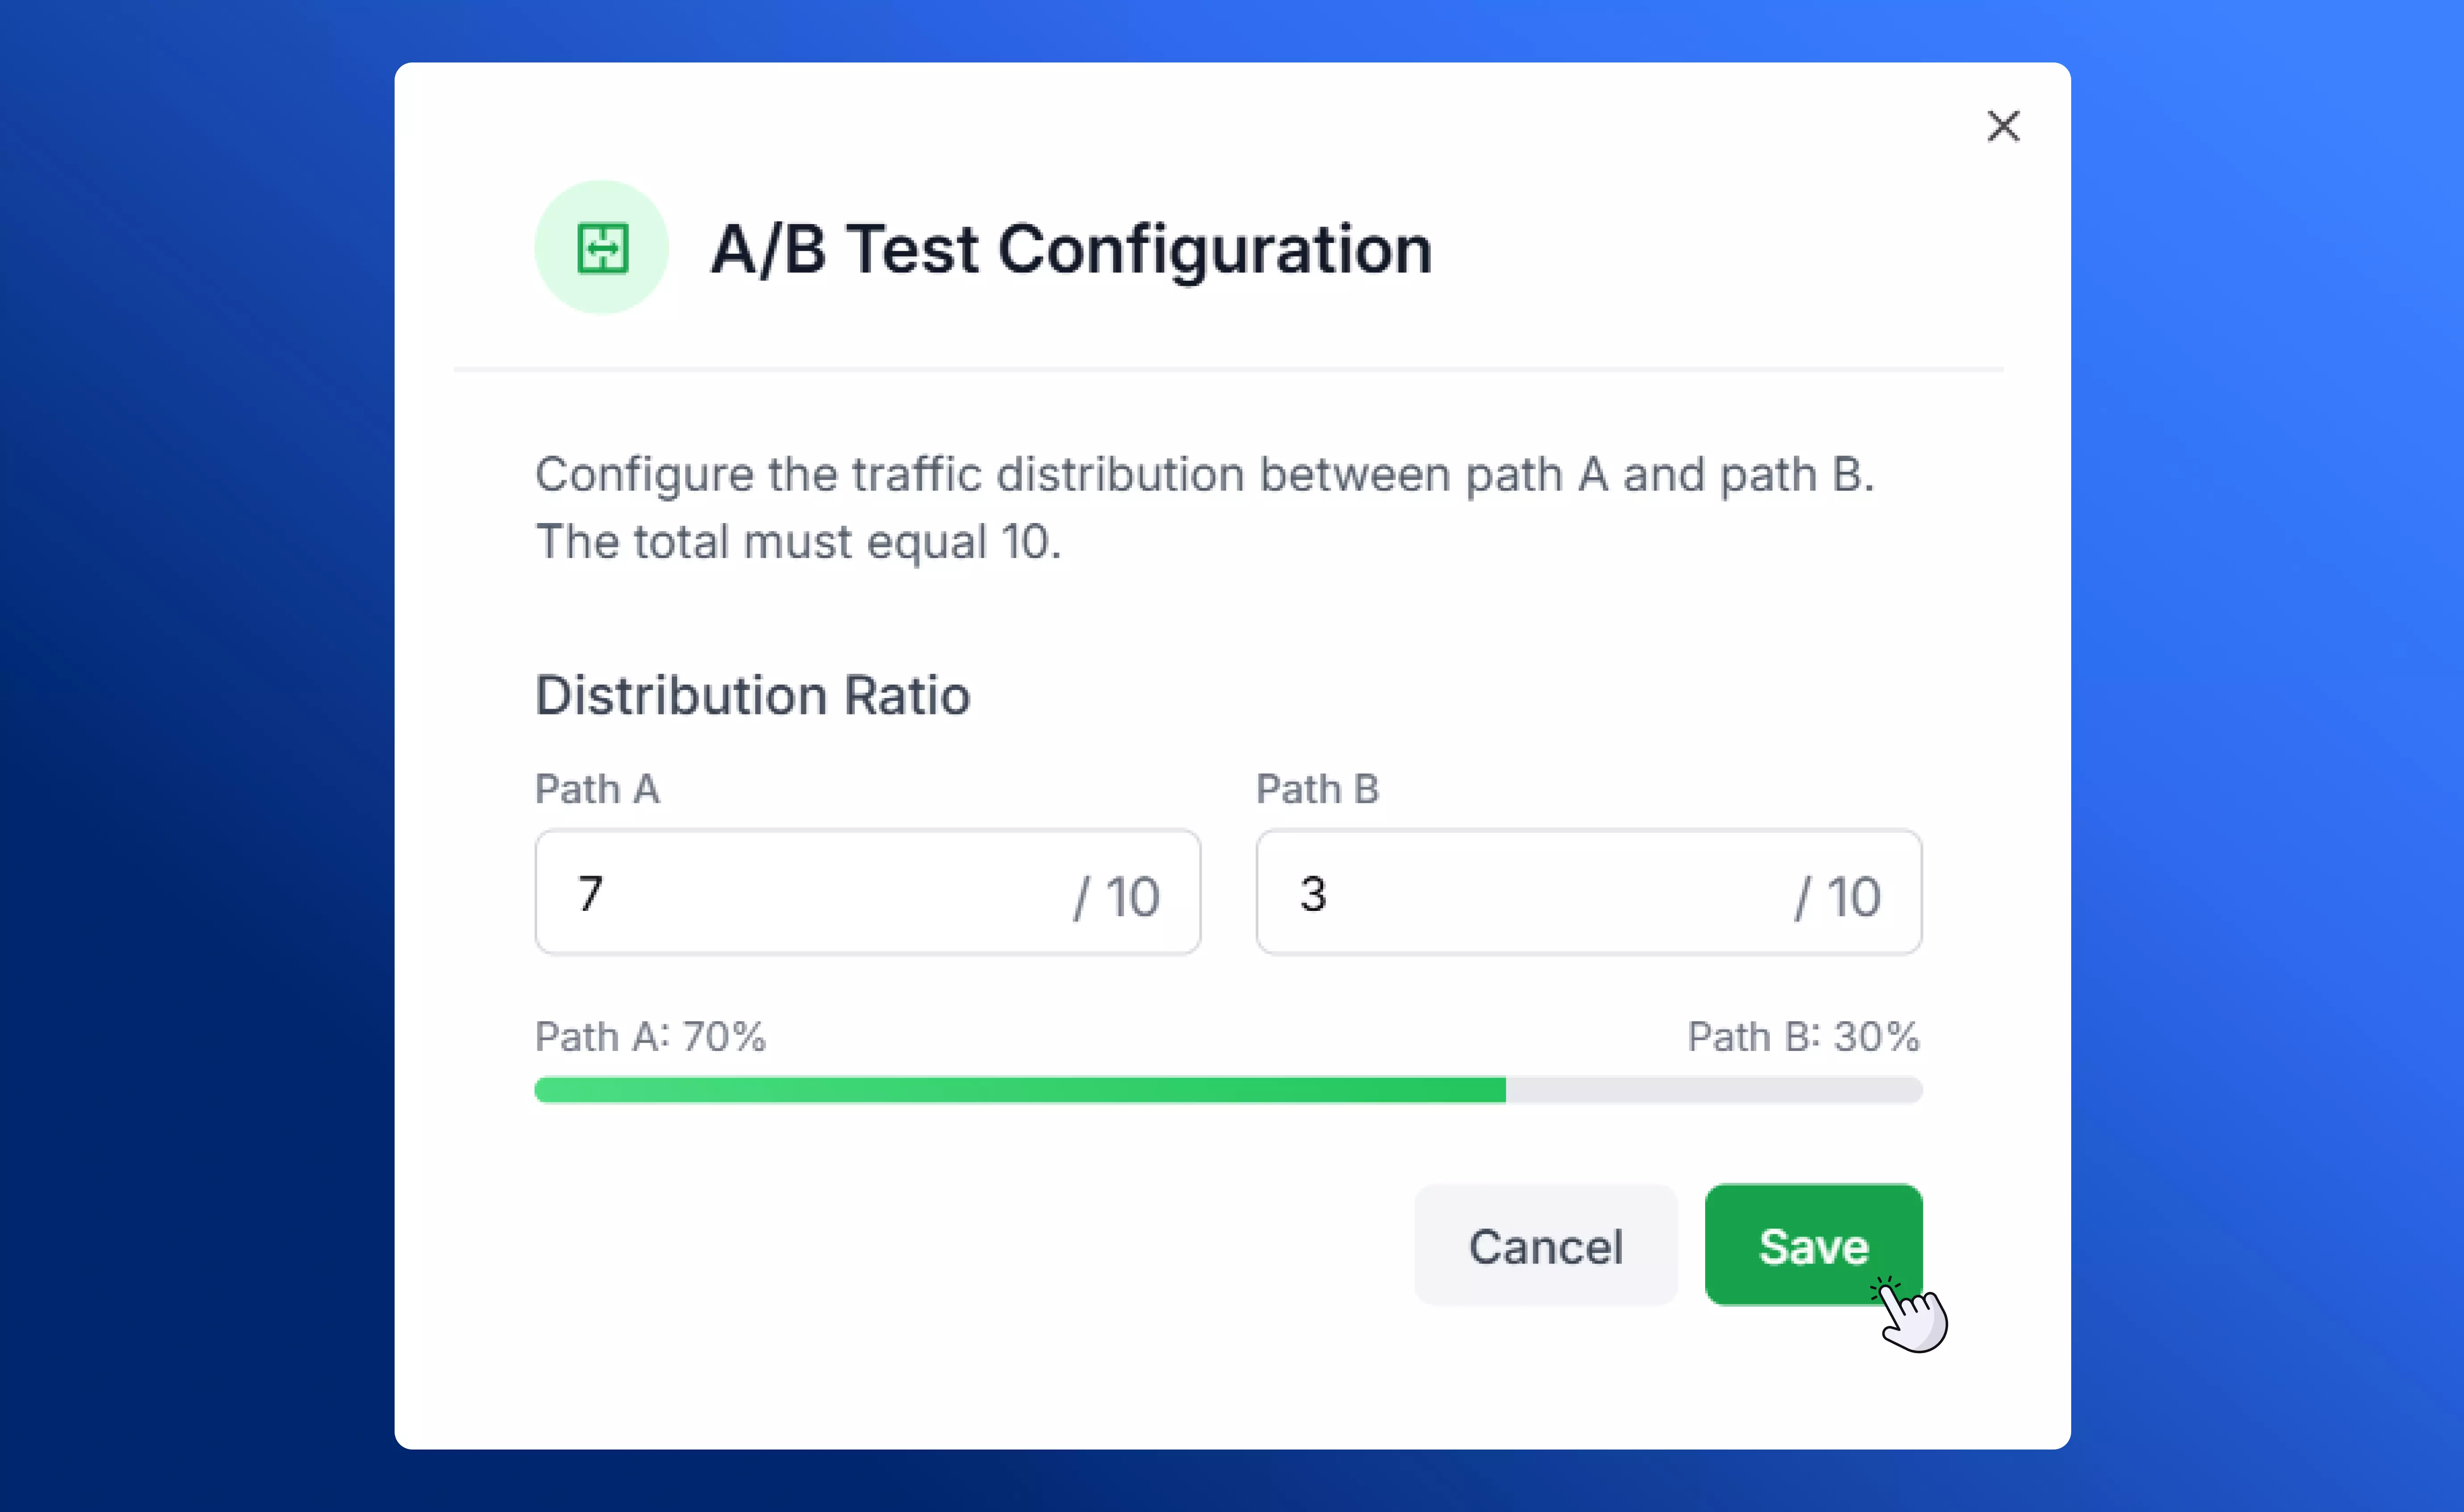 A/B Test Configuration
Configure the traffic distribution between path A and path B.
The total must equal 10.
Distribution Ratio
Path A
Path B
7 / 10
3 / 10
Path A: 70%
Path B: 30%
Cancel
Save